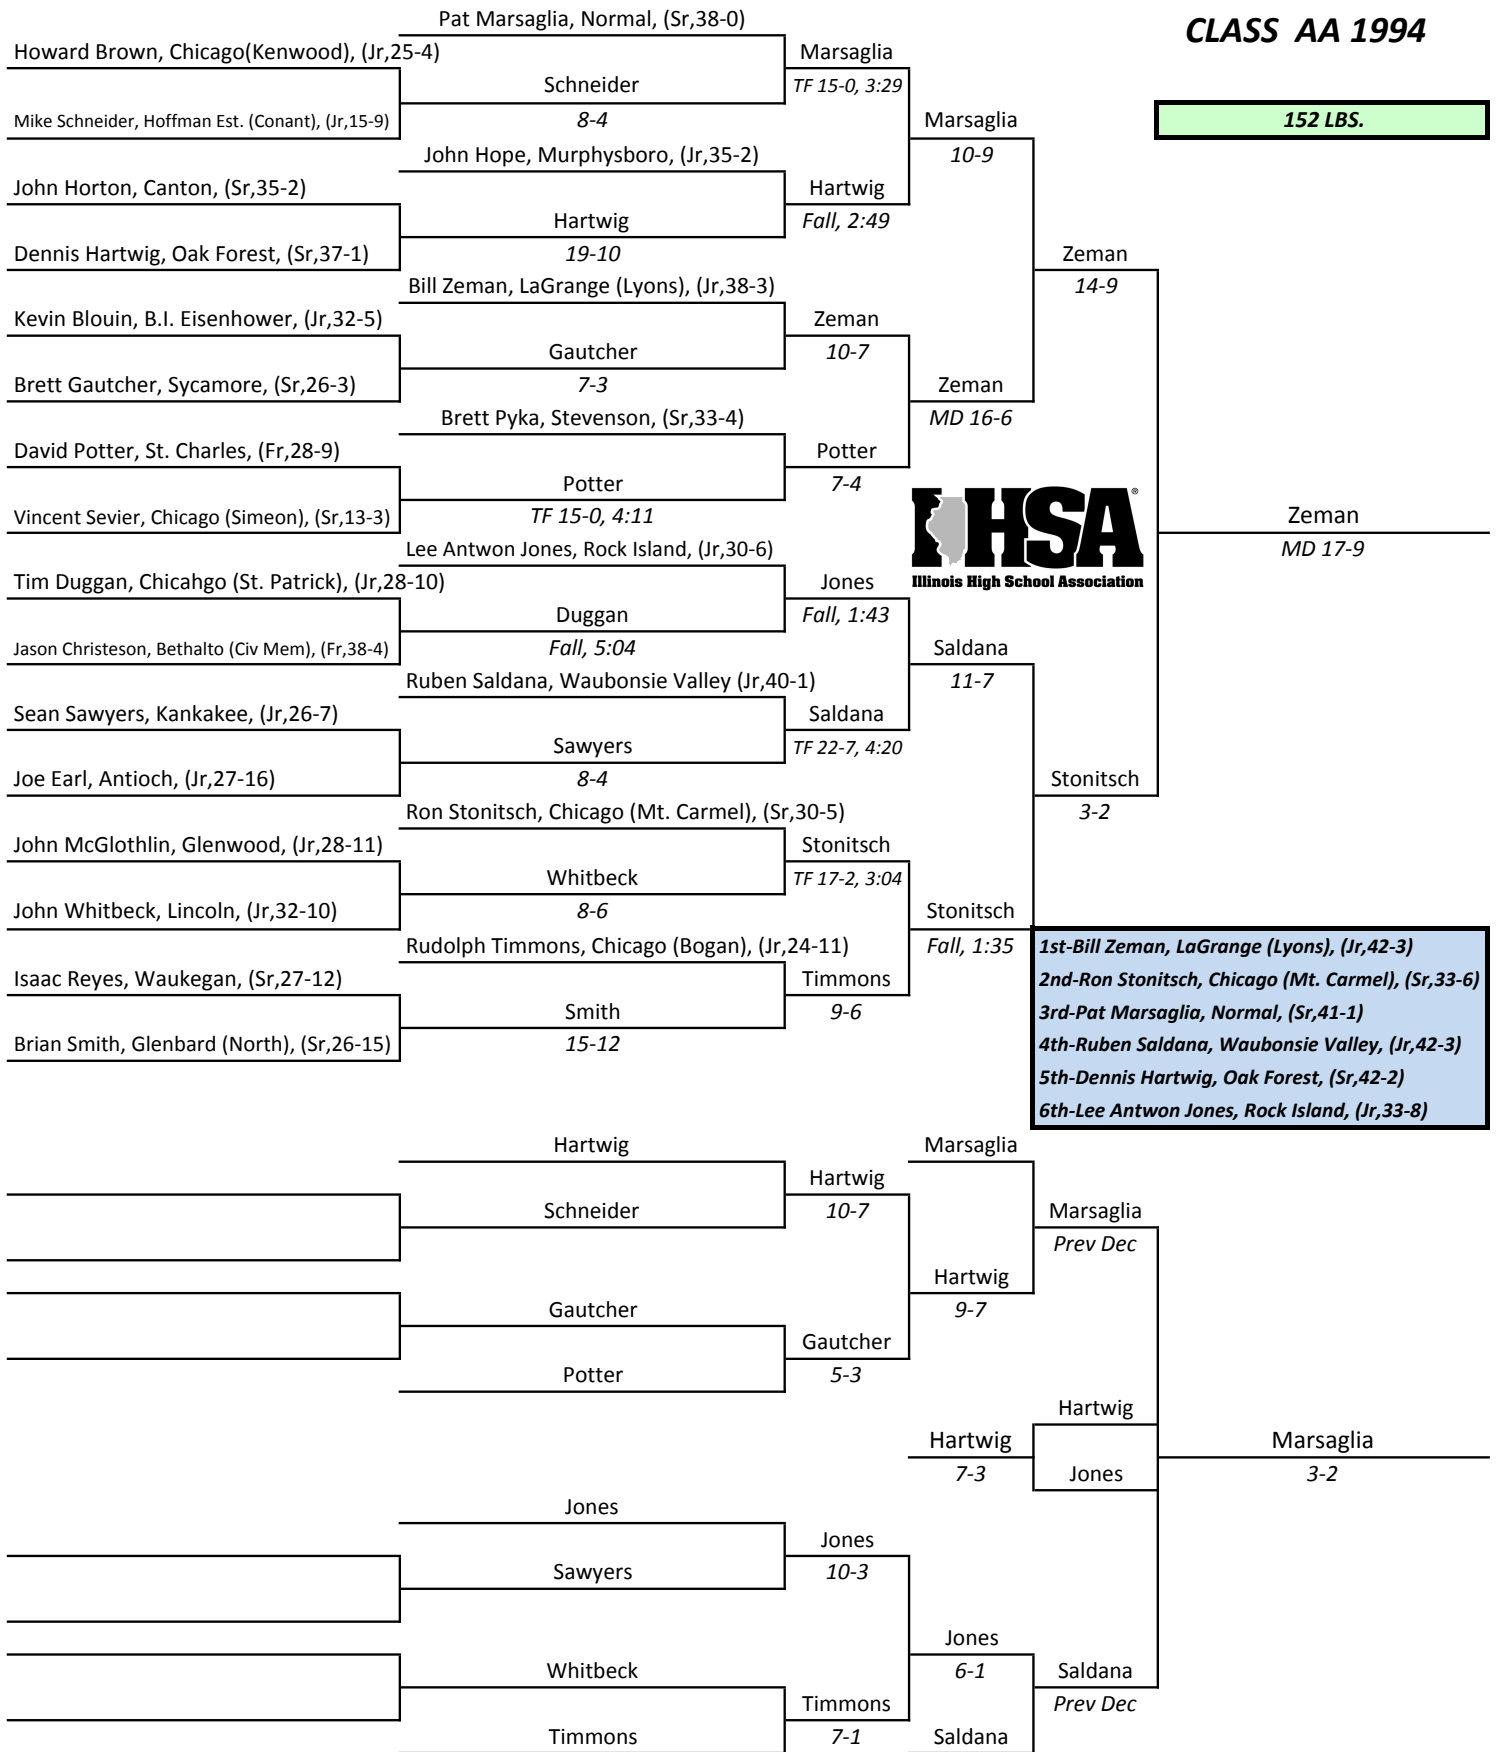 Pat Marsaglia, Normal, (Sr,38-0)
CLASS AA 1994
Howard Brown, Chicago(Kenwood), (Jr,25-4)
Marsaglia
Schneider
TF 15-0, 3:29
Mike Schneider, Hoffman Est. (Conant), (Jr,15-9)
8-4
Marsaglia
152 LBS.
John Hope, Murphysboro, (Jr,35-2)
10-9
John Horton, Canton, (Sr,35-2)
Hartwig
Hartwig
Fall, 2:49
Dennis Hartwig, Oak Forest, (Sr,37-1)
19-10
Zeman
Bill Zeman, LaGrange (Lyons), (Jr,38-3)
14-9
Kevin Blouin, B.I. Eisenhower, (Jr,32-5)
Zeman
Gautcher
10-7
Brett Gautcher, Sycamore, (Sr,26-3)
7-3
Zeman
Brett Pyka, Stevenson, (Sr,33-4)
MD 16-6
David Potter, St. Charles, (Fr,28-9)
Potter
Potter
7-4
Vincent Sevier, Chicago (Simeon), (Sr,13-3)
TF 15-0, 4:11
IHSA®
Illinois High School Association
Zeman
MD 17-9
Lee Antwon Jones, Rock Island, (Jr,30-6)
Tim Duggan, Chicahgo (St. Patrick), (Jr,28-10)
Jones
Duggan
Fall, 1:43
Jason Christeson, Bethalto (Civ Mem), (Fr,38-4)
Fall, 5:04
Saldana
Ruben Saldana, Waubonsie Valley (Jr,40-1)
11-7
Sean Sawyers, Kankakee, (Jr,26-7)
Saldana
Sawyers
TF 22-7, 4:20
Joe Earl, Antioch, (Jr,27-16)
8-4
Stonitsch
Ron Stonitsch, Chicago (Mt. Carmel), (Sr,30-5)
3-2
John McGlothlin, Glenwood, (Jr,28-11)
Stonitsch
Whitbeck
TF 17-2, 3:04
John Whitbeck, Lincoln, (Jr,32-10)
8-6
Stonitsch
Rudolph Timmons, Chicago (Bogan), (Jr,24-11)
Fall, 1:35
Isaac Reyes, Waukegan, (Sr,27-12)
Timmons
Smith
9-6
Brian Smith, Glenbard (North), (Sr,26-15)
15-12
1st-Bill Zeman, LaGrange (Lyons), (Jr,42-3)
2nd-Ron Stonitsch, Chicago (Mt. Carmel), (Sr,33-6)
3rd-Pat Marsaglia, Normal, (Sr,41-1)
4th-Ruben Saldana, Waubonsie Valley, (Jr,42-3)
5th-Dennis Hartwig, Oak Forest, (Sr,42-2)
6th-Lee Antwon Jones, Rock Island, (Jr,33-8)
Hartwig
Marsaglia
Hartwig
Schneider
10-7
Marsaglia
Prev Dec
Hartwig
Gautcher
9-7
Gautcher
Potter
5-3
Hartwig
Hartwig
Marsaglia
7-3
Jones
3-2
Jones
Jones
Sawyers
10-3
Jones
Whitbeck
6-1
Saldana
Timmons
Prev Dec
Timmons
7-1
Saldana